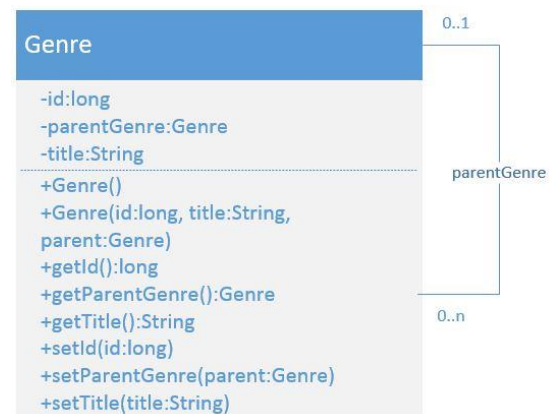 Genre
-id:long
-parentGenre:Genre
-title:String
+Genre()
+Genre(id:long, title:String,
parent:Genre)
+getId():long
+getParentGenre():Genre
+getTitle():String
+setId(id:long)
+setParentGenre(parent:Genre)
+setTitle(title:String)
0..1
parentGenre
0..n